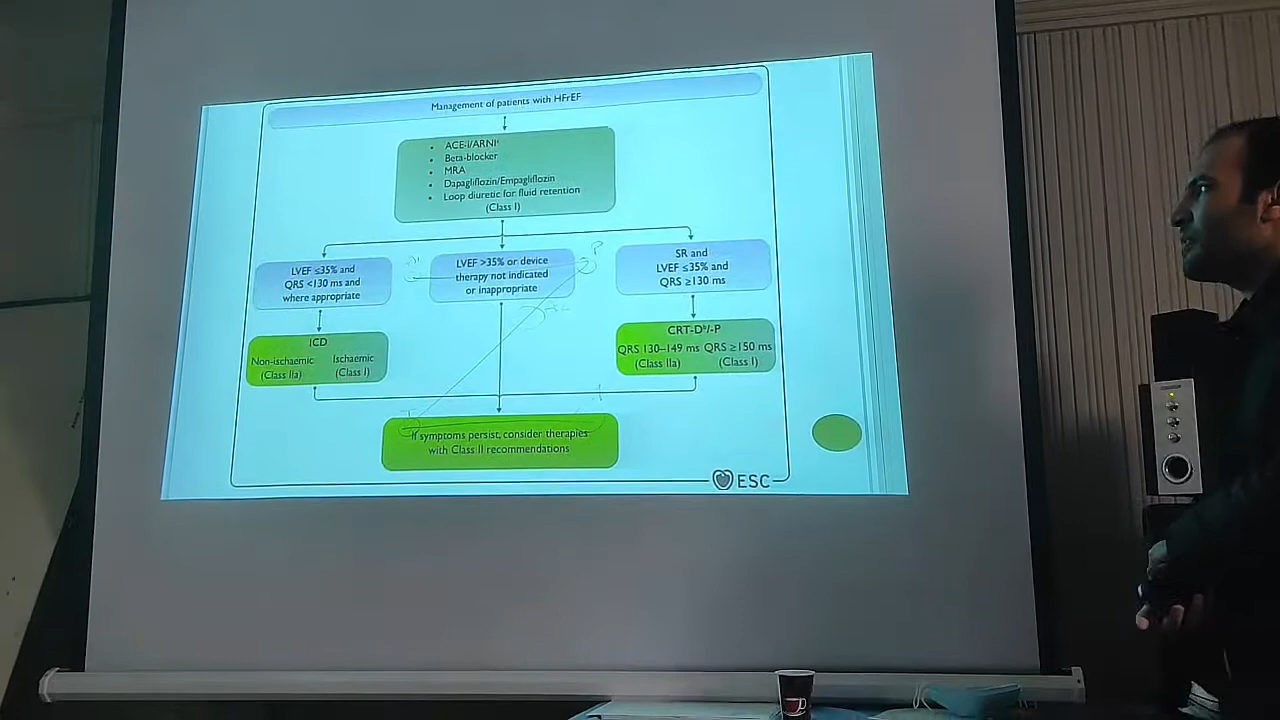 Management of patients with HFrEF
• ACE-I/ARNIª
• Beta-blocker
• MRA
• Dapagliflozin/Empagliflozin
• Loop diuretic for fluid retention
(Class I)
LVEF ≤35% and
QRS <130 ms and
where appropriate
LVEF >35% or device
therapy not indicated
or inappropriate
SR and
LVEF ≤35% and
QRS ≥130 ms
ICD
Non-ischaemic
(Class IIa)
Ischaemic
(Class I)
CRT-Dᵇ/-P
QRS 130–149 ms
(Class IIa)
QRS ≥150 ms
(Class I)
If symptoms persist, consider therapies
with Class II recommendations
ESC